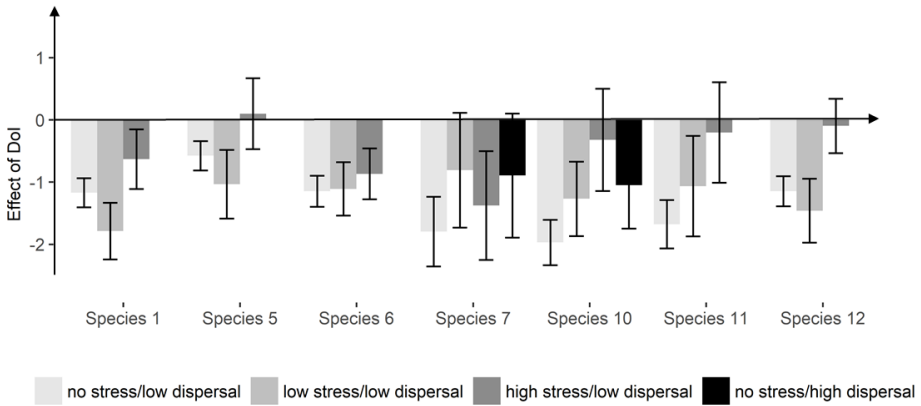 Effect of DoI
1
0
-1
-2
Species 1 Species 5 Species 6 Species 7 Species 10 Species 11 Species 12
no stress/low dispersal low stress/low dispersal high stress/low dispersal no stress/high dispersal